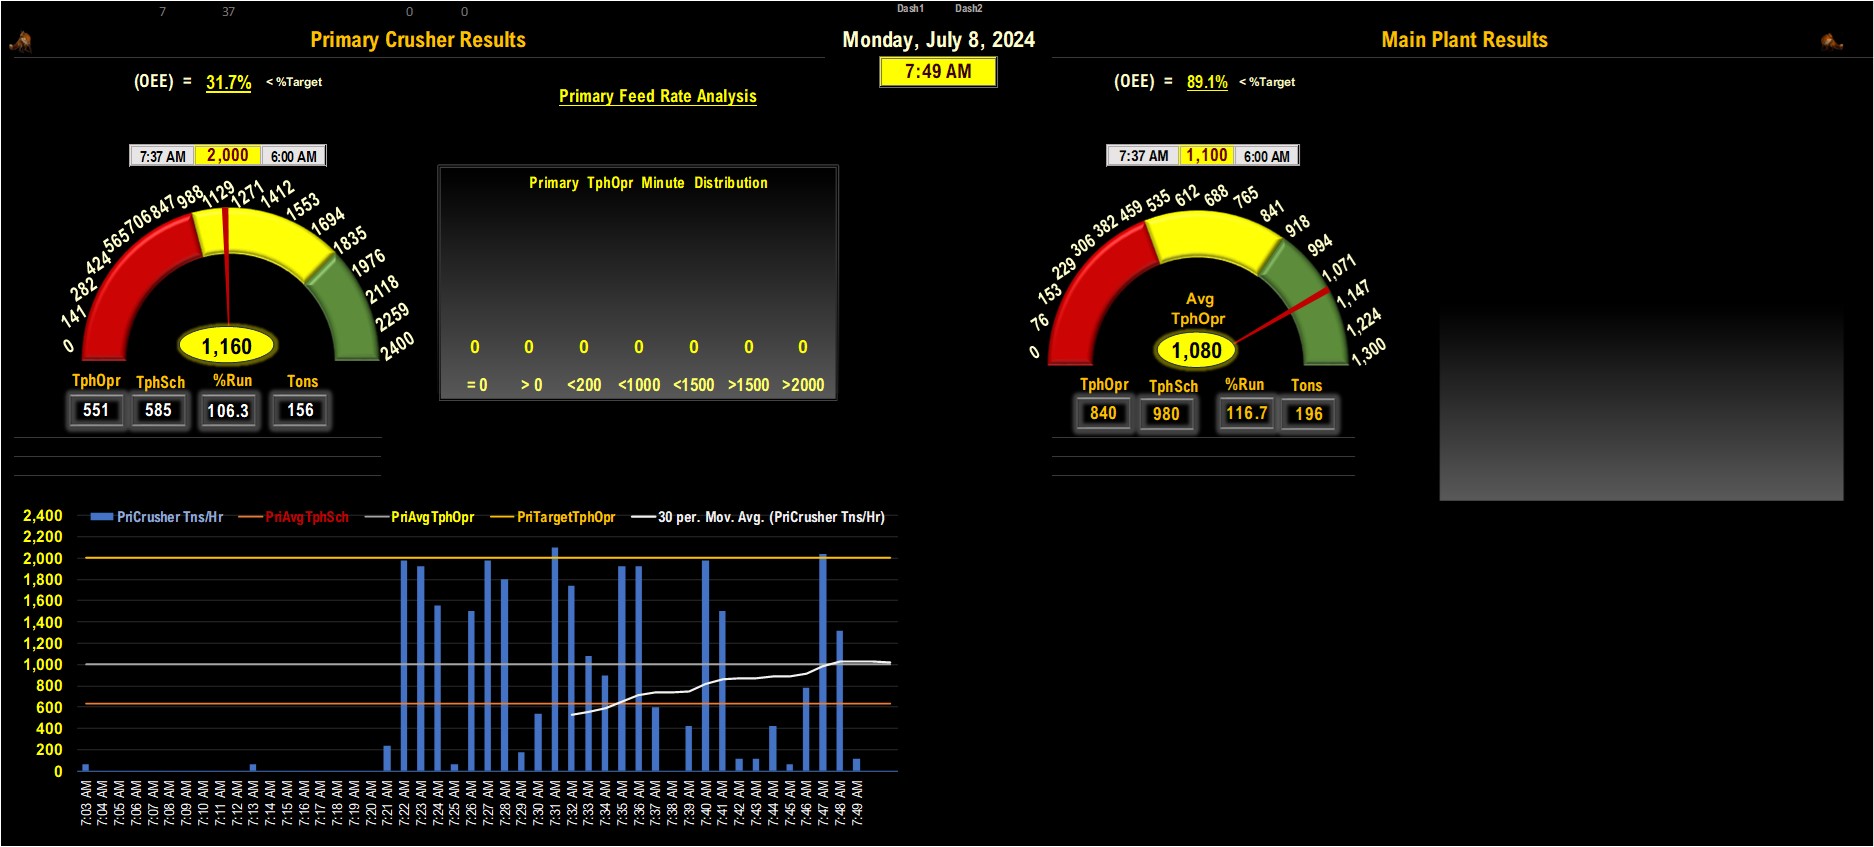 7 37 0 0 Dash1 Dash2
Primary Crusher Results
Monday, July 8, 2024
Main Plant Results
7:49 AM
(OEE) = 31.7% < %Target
Primary Feed Rate Analysis
(OEE) = 89.1% < %Target
7:37 AM 2,000 6:00 AM
0 141 282 424 565 706 847 988 1129 1271 1412 1553 1694 1835 1976 2118 2259 2400
1,160
TphOpr TphSch %Run Tons
551 585 106.3 156
Primary TphOpr Minute Distribution
0 0 0 0 0 0 0
= 0 > 0 <200 <1000 <1500 >1500 >2000
7:37 AM 1,100 6:00 AM
0 76 153 229 306 382 459 535 612 688 765 841 918 994 1,071 1,147 1,224 1,300
Avg
TphOpr
1,080
TphOpr TphSch %Run Tons
840 980 116.7 196
PriCrusher Tns/Hr PriAvgTphSch PriAvgTphOpr PriTargetTphOpr 30 per. Mov. Avg. (PriCrusher Tns/Hr)
2,400
2,200
2,000
1,800
1,600
1,400
1,200
1,000
800
600
400
200
0
7:03 AM
7:04 AM
7:05 AM
7:06 AM
7:07 AM
7:08 AM
7:09 AM
7:10 AM
7:11 AM
7:12 AM
7:13 AM
7:14 AM
7:15 AM
7:16 AM
7:17 AM
7:18 AM
7:19 AM
7:20 AM
7:21 AM
7:22 AM
7:23 AM
7:24 AM
7:25 AM
7:26 AM
7:27 AM
7:28 AM
7:29 AM
7:30 AM
7:31 AM
7:32 AM
7:33 AM
7:34 AM
7:35 AM
7:36 AM
7:37 AM
7:38 AM
7:39 AM
7:40 AM
7:41 AM
7:42 AM
7:43 AM
7:44 AM
7:45 AM
7:46 AM
7:47 AM
7:48 AM
7:49 AM